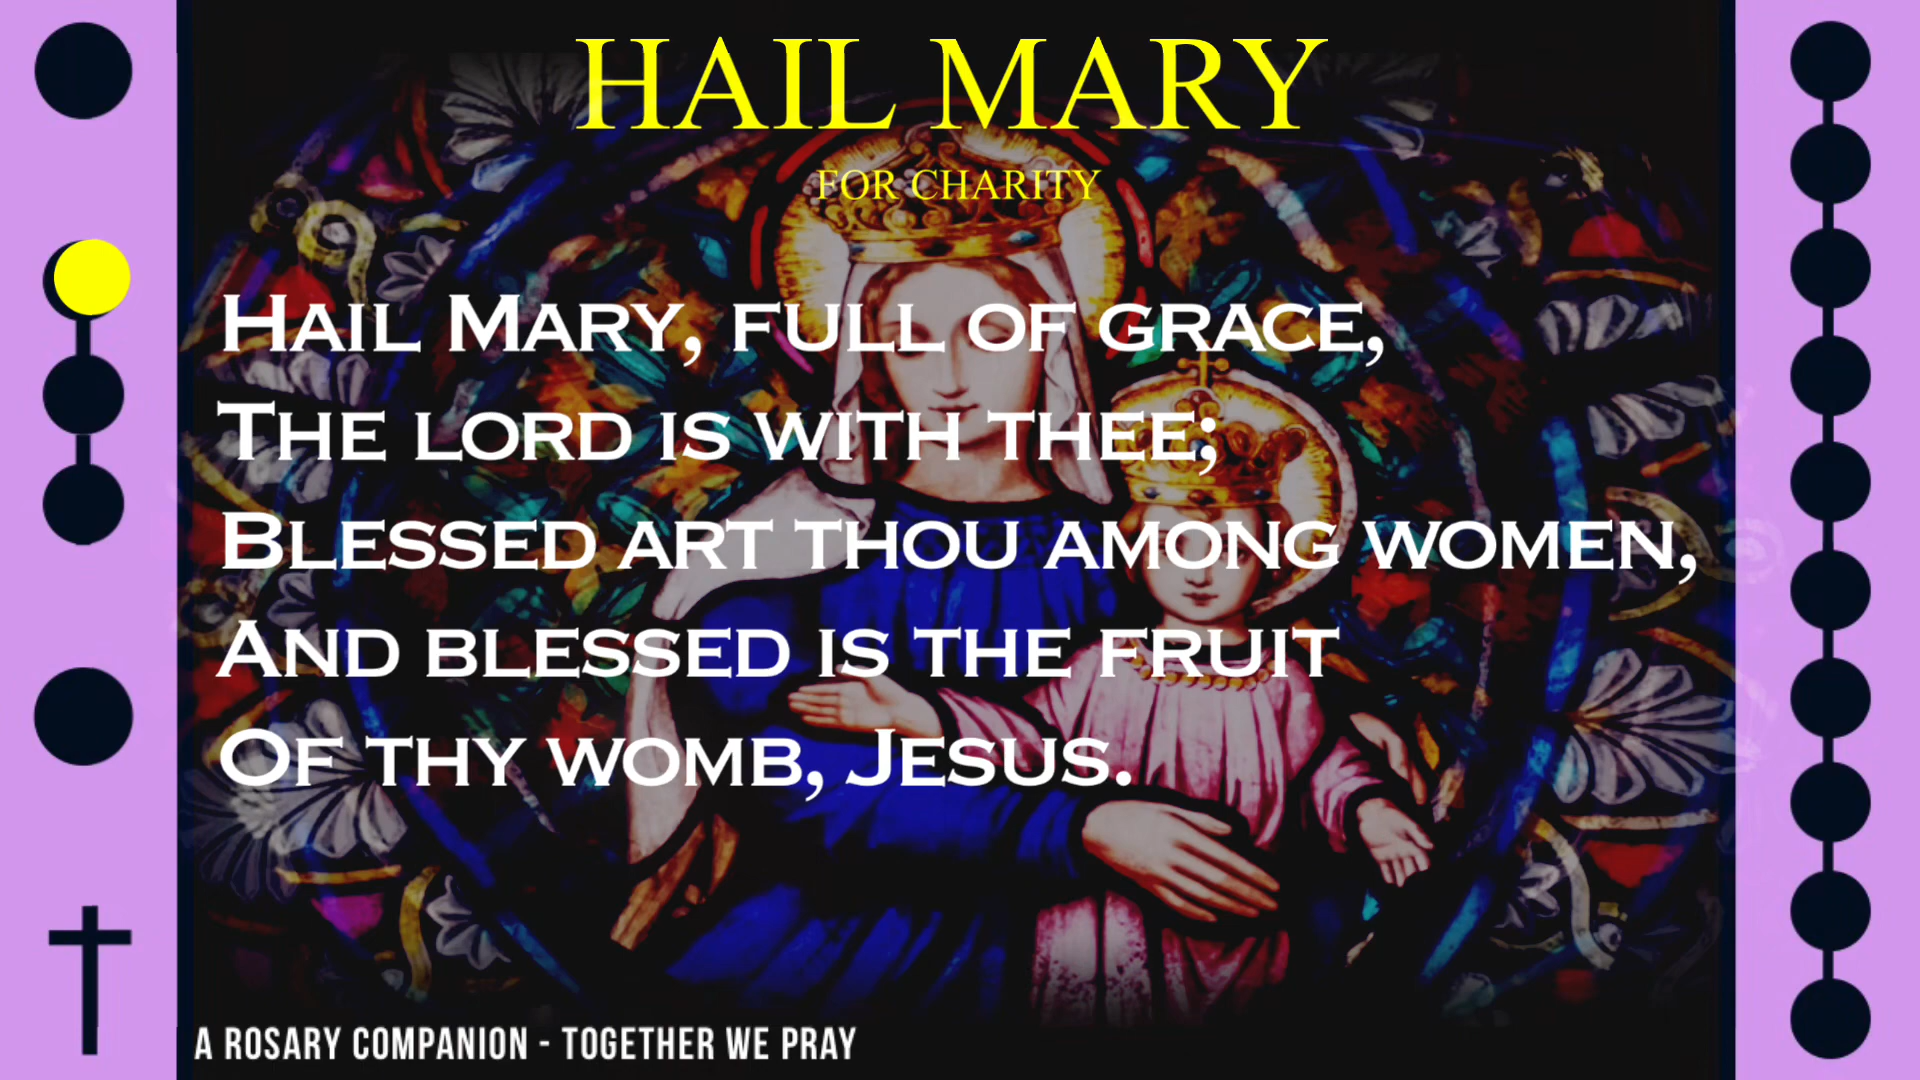 HAIL MARY
FOR CHARITY
HAIL MARY, FULL OF GRACE,
THE LORD IS WITH THEE;
BLESSED ART THOU AMONG WOMEN,
AND BLESSED IS THE FRUIT
OF THY WOMB, JESUS.
A ROSARY COMPANION - TOGETHER WE PRAY